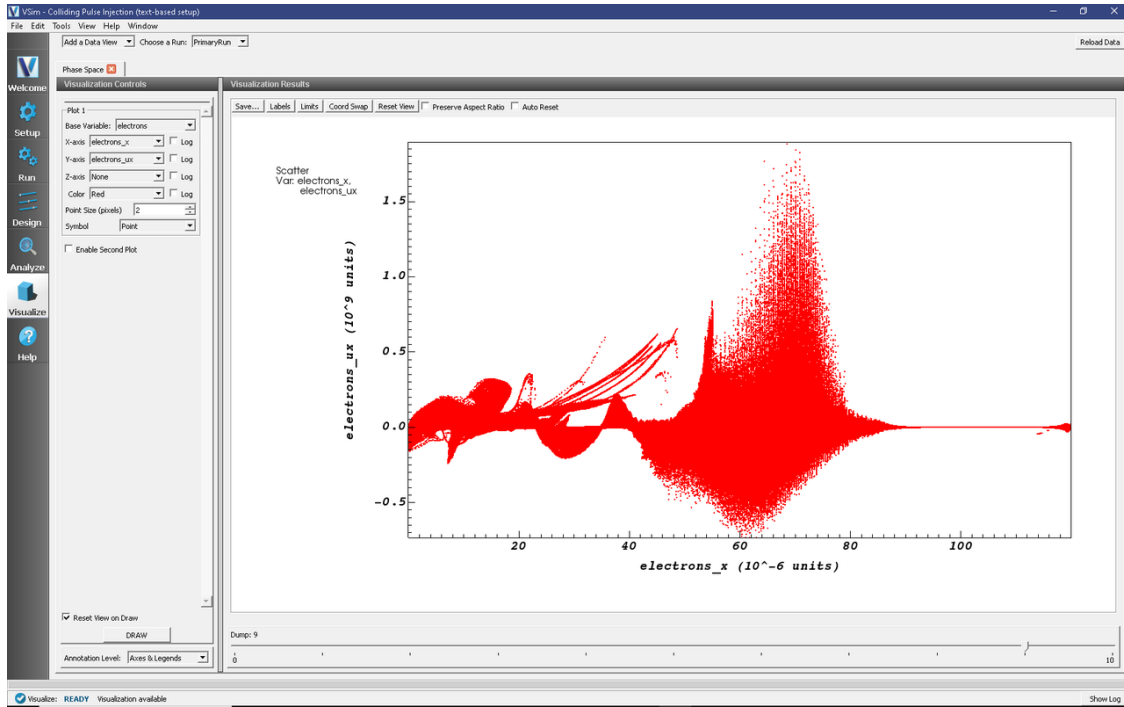 VSim - Colliding Pulse Injection (text-based setup)
File Edit Tools View Help Window
Add a Data View Choose a Run: PrimaryRun Reload Data
Phase Space
Welcome
Setup
Run
Design
Analyze
Visualize
Help
Visualization Controls
Plot 1
Base Variable: electrons
X-axis electrons_x Log
Y-axis electrons_ux Log
Z-axis None Log
Color Red Log
Point Size (pixels) 2
Symbol Point
Enable Second Plot
Reset View on Draw
DRAW
Annotation Level: Axes & Legends
Visualization Results
Save... Labels Limits Coord Swap Reset View Preserve Aspect Ratio Auto Reset
Scatter
Var: electrons_x,
electrons_ux
electrons_ux (10^9 units)
1.5
1.0
0.5
0.0
-0.5
20 40 60 80 100
electrons_x (10^-6 units)
Dump: 9
0 10
Visualize: READY Visualization available Show Log